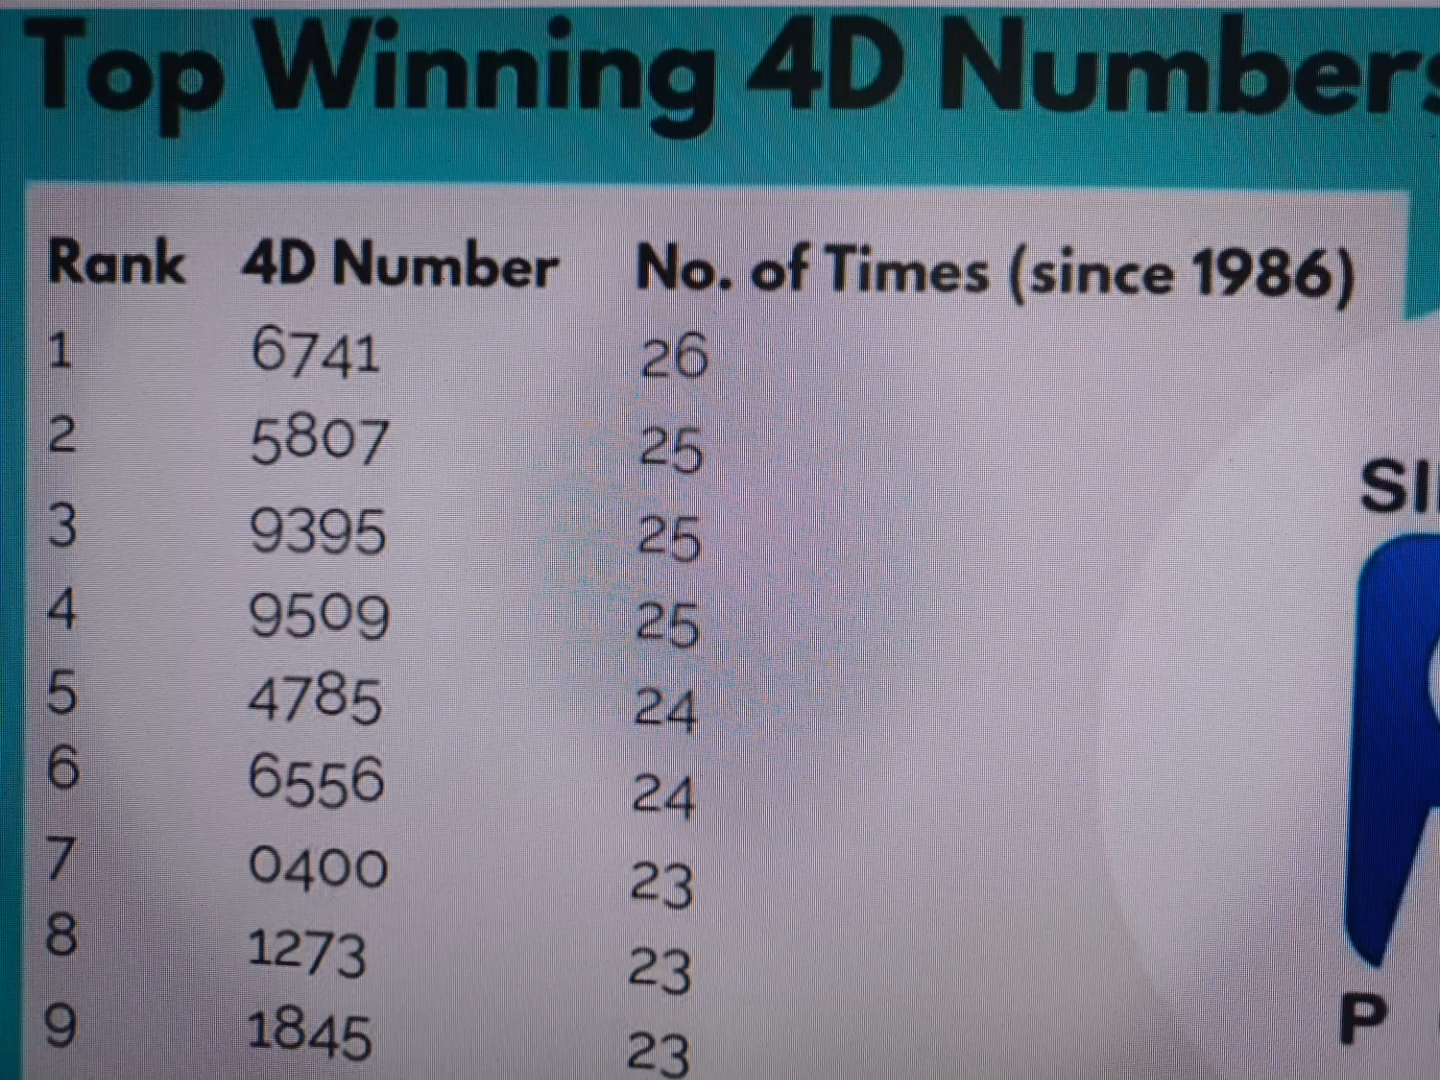 Top Winning 4D Numbers
Rank 4D Number No. of Times (since 1986)
1 6741 26
2 5807 25
3 9395 25
4 9509 25
SI
5 4785 24
6 6556 24
7 0400 23
8 1273 23
9 1845 23
P